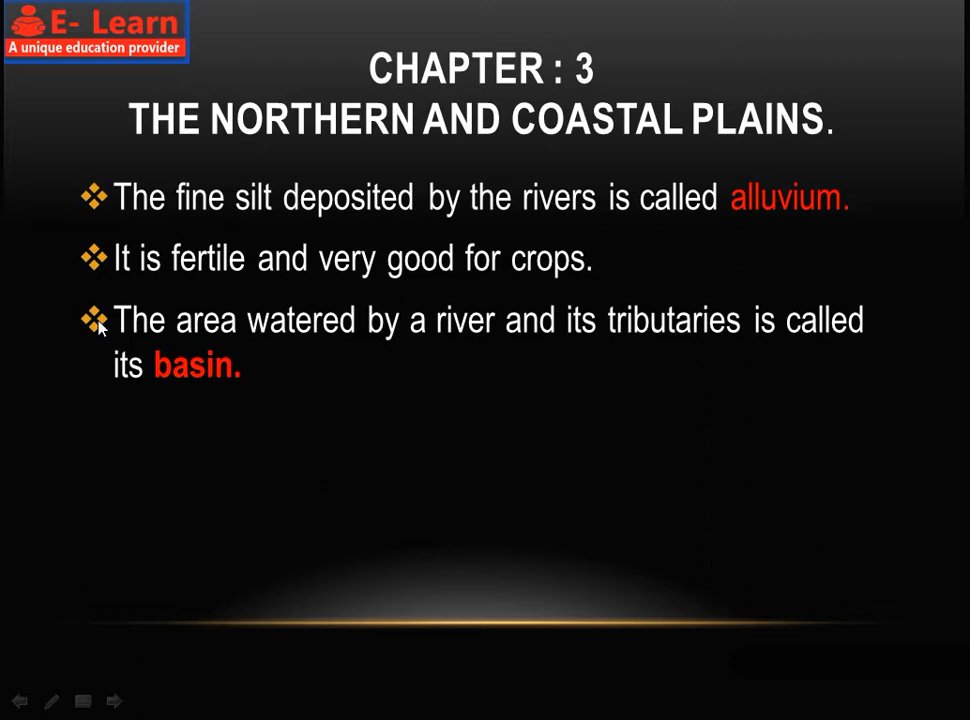 E- Learn
A unique education provider
CHAPTER : 3
THE NORTHERN AND COASTAL PLAINS.
The fine silt deposited by the rivers is called alluvium.
It is fertile and very good for crops.
The area watered by a river and its tributaries is called
its basin.